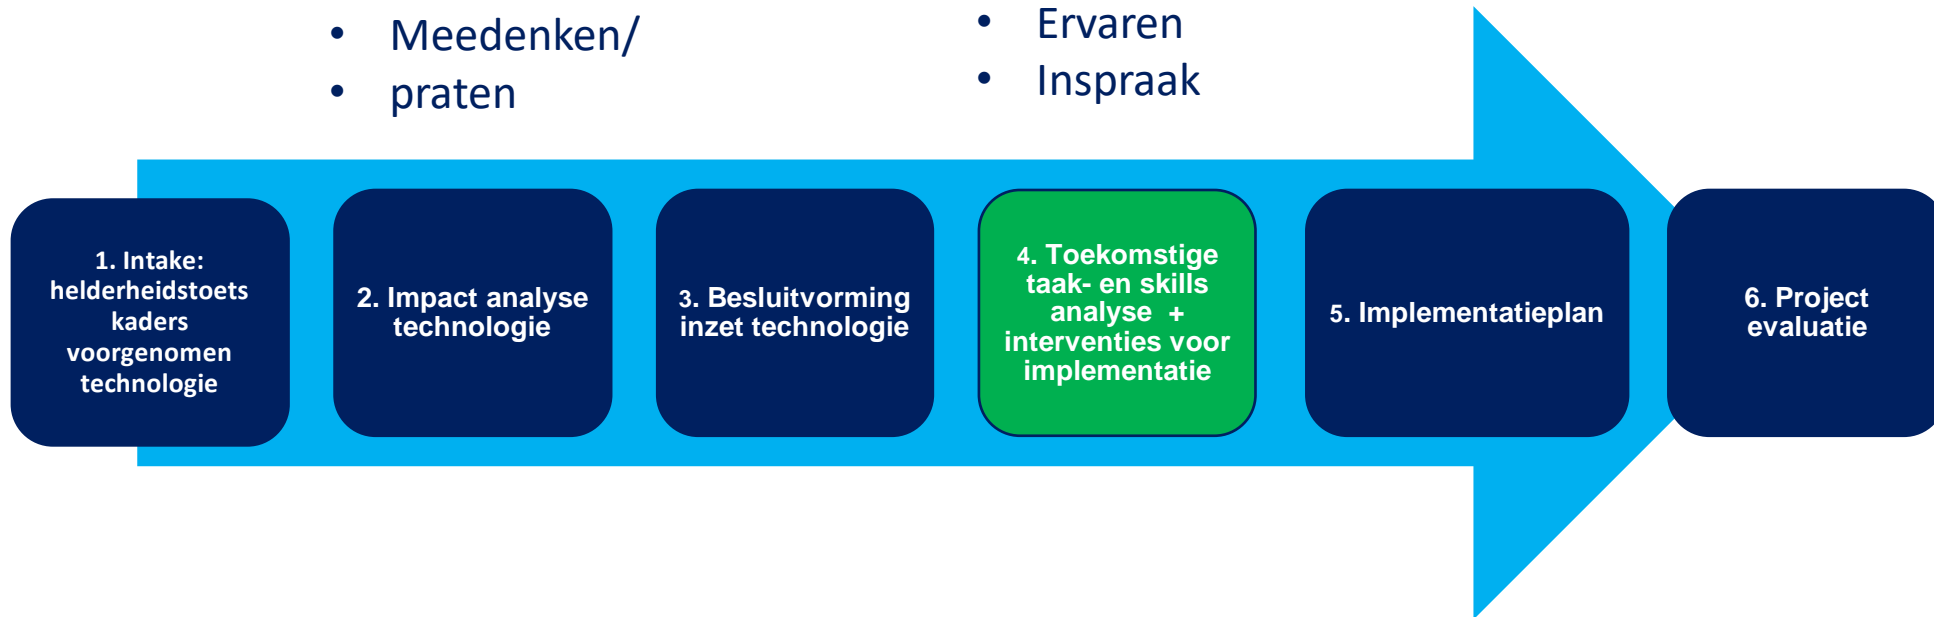 • Meedenken/
• praten
• Ervaren
• Inspraak
1. Intake:
helderheidstoets
kaders
voorgenomen
technologie
2. Impact analyse
technologie
3. Besluitvorming
inzet technologie
4. Toekomstige
taak- en skills
analyse +
interventies voor
implementatie
5. Implementatieplan
6. Project
evaluatie